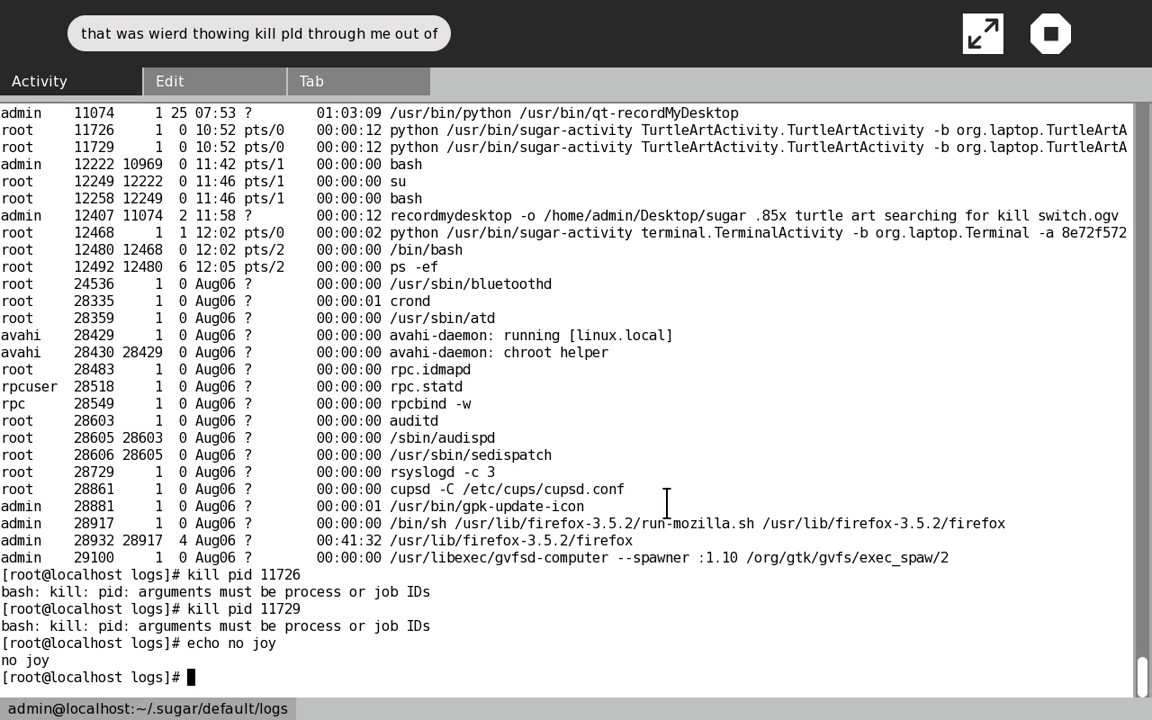 that was wierd thowing kill pld through me out of
Activity
Edit
Tab
admin    11074     1 25 07:53 ?        01:03:09 /usr/bin/python /usr/bin/qt-recordMyDesktop
root     11726     1  0 10:52 pts/0    00:00:12 python /usr/bin/sugar-activity TurtleArtActivity.TurtleArtActivity -b org.laptop.TurtleArtA
root     11729     1  0 10:52 pts/0    00:00:12 python /usr/bin/sugar-activity TurtleArtActivity.TurtleArtActivity -b org.laptop.TurtleArtA
admin    12222 10969  0 11:42 pts/1    00:00:00 bash
root     12249 12222  0 11:46 pts/1    00:00:00 su
root     12258 12249  0 11:46 pts/1    00:00:00 bash
admin    12407 11074  2 11:58 ?        00:00:12 recordmydesktop -o /home/admin/Desktop/sugar .85x turtle art searching for kill switch.ogv
root     12468     1  1 12:02 pts/0    00:00:02 python /usr/bin/sugar-activity terminal.TerminalActivity -b org.laptop.Terminal -a 8e72f572
root     12480 12468  0 12:02 pts/2    00:00:00 /bin/bash
root     12492 12480  6 12:05 pts/2    00:00:00 ps -ef
root     24536     1  0 Aug06 ?        00:00:00 /usr/sbin/bluetoothd
root     28335     1  0 Aug06 ?        00:00:01 crond
root     28359     1  0 Aug06 ?        00:00:00 /usr/sbin/atd
avahi    28429     1  0 Aug06 ?        00:00:00 avahi-daemon: running [linux.local]
avahi    28430 28429  0 Aug06 ?        00:00:00 avahi-daemon: chroot helper
root     28483     1  0 Aug06 ?        00:00:00 rpc.idmapd
rpcuser  28518     1  0 Aug06 ?        00:00:00 rpc.statd
rpc      28549     1  0 Aug06 ?        00:00:00 rpcbind -w
root     28603     1  0 Aug06 ?        00:00:00 auditd
root     28605 28603  0 Aug06 ?        00:00:00 /sbin/audispd
root     28606 28605  0 Aug06 ?        00:00:00 /usr/sbin/sedispatch
root     28729     1  0 Aug06 ?        00:00:00 rsyslogd -c 3
root     28861     1  0 Aug06 ?        00:00:00 cupsd -C /etc/cups/cupsd.conf
admin    28881     1  0 Aug06 ?        00:00:01 /usr/bin/gpk-update-icon
admin    28917     1  0 Aug06 ?        00:00:00 /bin/sh /usr/lib/firefox-3.5.2/run-mozilla.sh /usr/lib/firefox-3.5.2/firefox
admin    28932 28917  4 Aug06 ?        00:41:32 /usr/lib/firefox-3.5.2/firefox
admin    29100     1  0 Aug06 ?        00:00:00 /usr/libexec/gvfsd-computer --spawner :1.10 /org/gtk/gvfs/exec_spaw/2
[root@localhost logs]# kill pid 11726
bash: kill: pid: arguments must be process or job IDs
[root@localhost logs]# kill pid 11729
bash: kill: pid: arguments must be process or job IDs
[root@localhost logs]# echo no joy
no joy
[root@localhost logs]#
admin@localhost:~/.sugar/default/logs